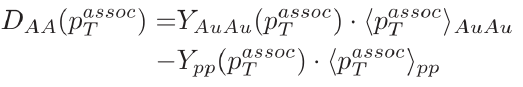 D_{AA}(p_T^{assoc}) = Y_{AuAu}(p_T^{assoc}) · ⟨p_T^{assoc}⟩_{AuAu}
−Y_{pp}(p_T^{assoc}) · ⟨p_T^{assoc}⟩_{pp}